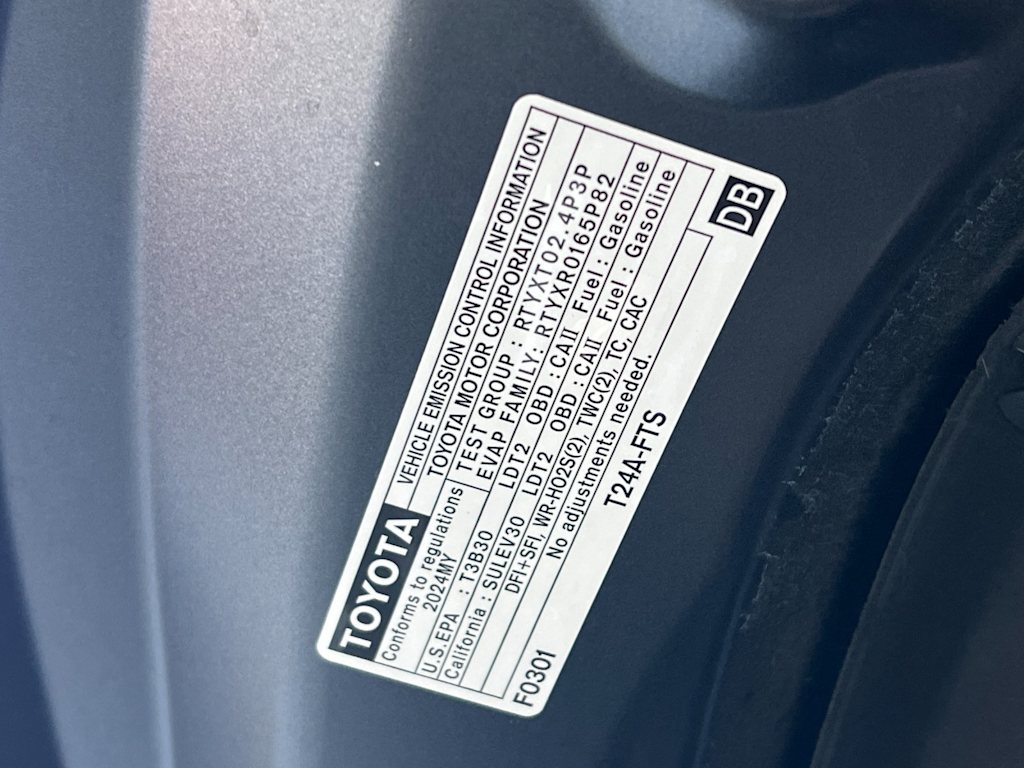 TOYOTA VEHICLE EMISSION CONTROL INFORMATION
TOYOTA MOTOR CORPORATION
Conforms to regulations
2024MY
TEST GROUP : RTYXT02.4P3P
EVAP FAMILY: RTYXR0165P82
U.S.EPA : T3B30 LDT2 OBD : CAII Fuel : Gasoline
California : SULEV30 LDT2 OBD : CAII Fuel : Gasoline
DFI+SFI, WR-HO2S(2), TWC(2), TC, CAC
No adjustments needed.
F0301 T24A-FTS DB